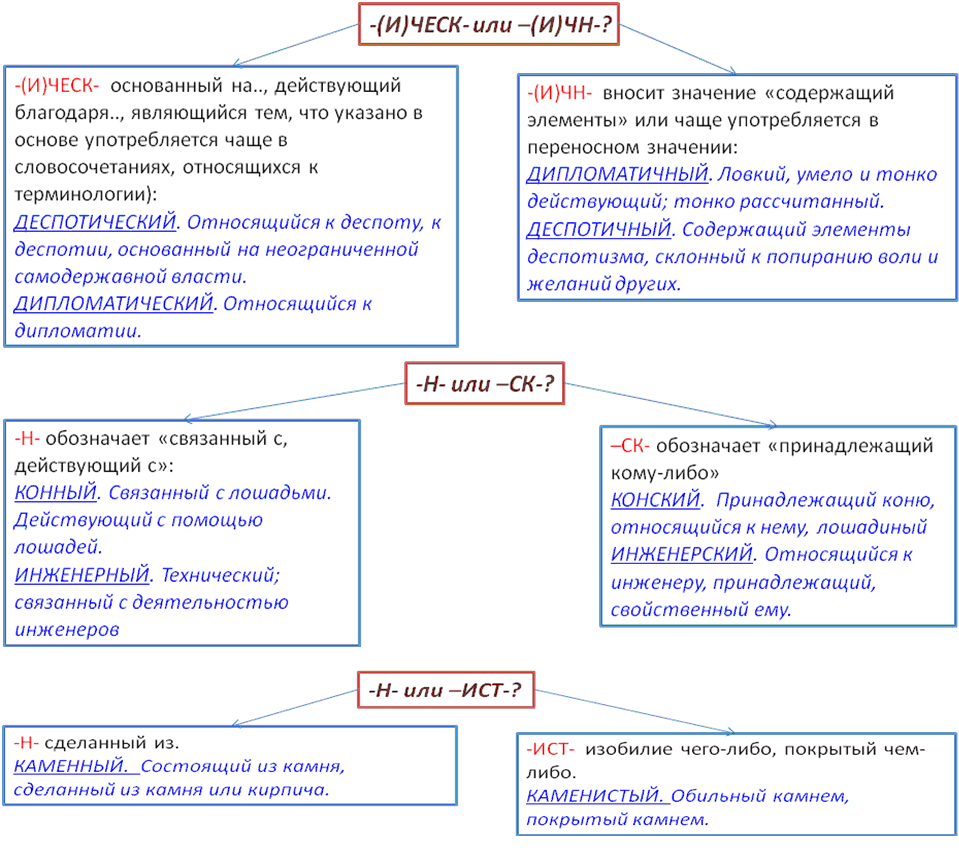 -(И)ЧЕСК- или –(И)ЧН-?
-(И)ЧЕСК- основанный на.., действующий
благодаря.., являющийся тем, что указано в
основе употребляется чаще в
словосочетаниях, относящихся к
терминологии):
ДЕСПОТИЧЕСКИЙ. Относящийся к деспоту, к
деспотии, основанный на неограниченной
самодержавной власти.
ДИПЛОМАТИЧЕСКИЙ. Относящийся к
дипломатии.
-(И)ЧН- вносит значение «содержащий
элементы» или чаще употребляется в
переносном значении:
ДИПЛОМАТИЧНЫЙ. Ловкий, умело и тонко
действующий; тонко рассчитанный.
ДЕСПОТИЧНЫЙ. Содержащий элементы
деспотизма, склонный к попиранию воли и
желаний других.
-Н- или –СК-?
-Н- обозначает «связанный с,
действующий с»:
КОННЫЙ. Связанный с лошадьми.
Действующий с помощью
лошадей.
ИНЖЕНЕРНЫЙ. Технический;
связанный с деятельностью
инженеров
–СК- обозначает «принадлежащий
кому-либо»
КОНСКИЙ. Принадлежащий коню,
относящийся к нему, лошадиный
ИНЖЕНЕРСКИЙ. Относящийся к
инженеру, принадлежащий,
свойственный ему.
-Н- или –ИСТ-?
-Н- сделанный из.
КАМЕННЫЙ. Состоящий из камня,
сделанный из камня или кирпича.
-ИСТ- изобилие чего-либо, покрытый чем-
либо.
КАМЕНИСТЫЙ. Обильный камнем,
покрытый камнем.